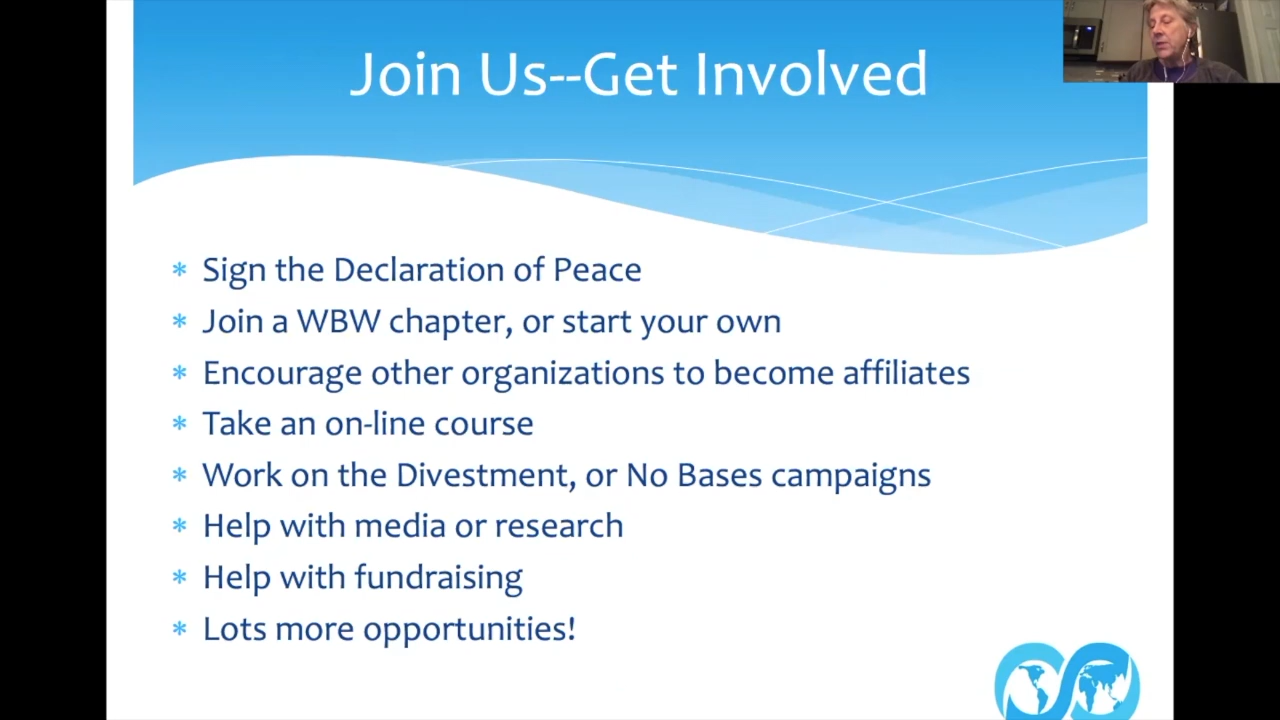 Join Us--Get Involved
* Sign the Declaration of Peace
* Join a WBW chapter, or start your own
* Encourage other organizations to become affiliates
* Take an on-line course
* Work on the Divestment, or No Bases campaigns
* Help with media or research
* Help with fundraising
* Lots more opportunities!